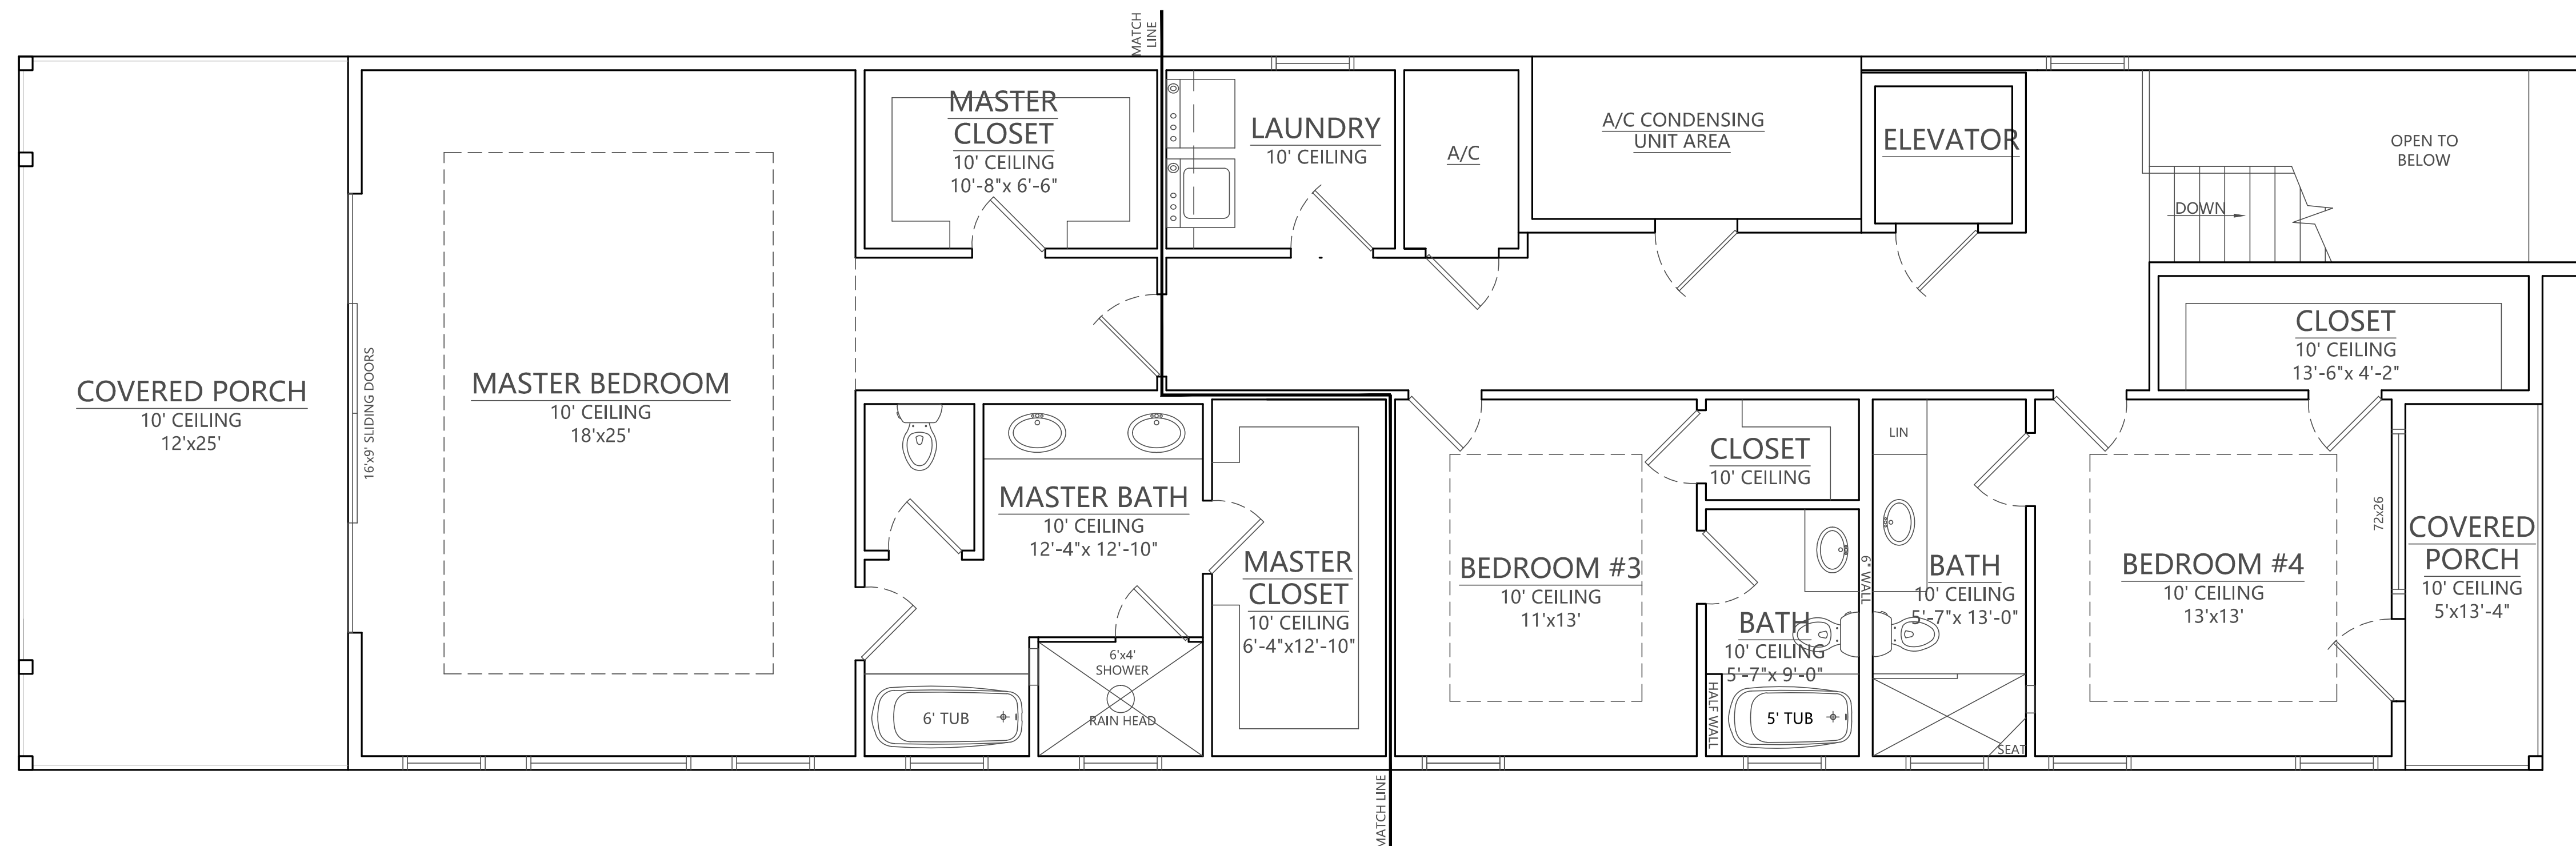 MATCH
LINE
COVERED PORCH
10' CEILING
12'x25'
16'x9' SLIDING DOORS
MASTER BEDROOM
10' CEILING
18'x25'
MASTER
CLOSET
10' CEILING
10'-8"x 6'-6"
LAUNDRY
10' CEILING
A/C
A/C CONDENSING
UNIT AREA
ELEVATOR
OPEN TO
BELOW
DOWN
CLOSET
10' CEILING
13'-6"x 4'-2"
MASTER BATH
10' CEILING
12'-4"x 12'-10"
6' TUB
6'x4'
SHOWER
RAIN HEAD
MASTER
CLOSET
10' CEILING
6'-4"x12'-10"
BEDROOM #3
10' CEILING
11'x13'
CLOSET
10' CEILING
BATH
10' CEILING
5'-7"x 9'-0"
HALF WALL
5' TUB
6" WALL
LIN
BATH
10' CEILING
5'-7"x 13'-0"
SEAT
BEDROOM #4
10' CEILING
13'x13'
72x26
COVERED
PORCH
10' CEILING
5'x13'-4"
MATCH LINE